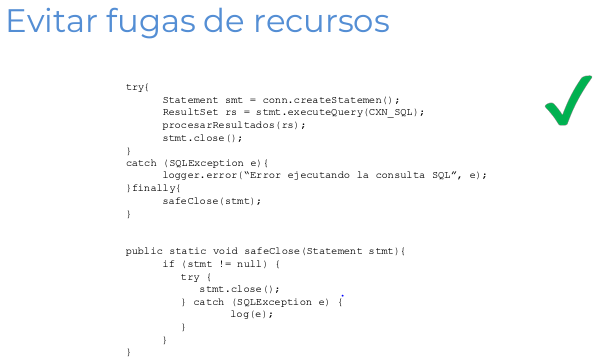 Evitar fugas de recursos
try{
Statement smt = conn.createStatemen();
ResultSet rs = stmt.executeQuery(CXN_SQL);
procesarResultados(rs);
stmt.close();
}
catch (SQLException e){
logger.error(“Error ejecutando la consulta SQL”, e);
}finally{
safeClose(stmt);
}
public static void safeClose(Statement stmt){
if (stmt != null) {
try {
stmt.close();
} catch (SQLException e) {
log(e);
}
}
}